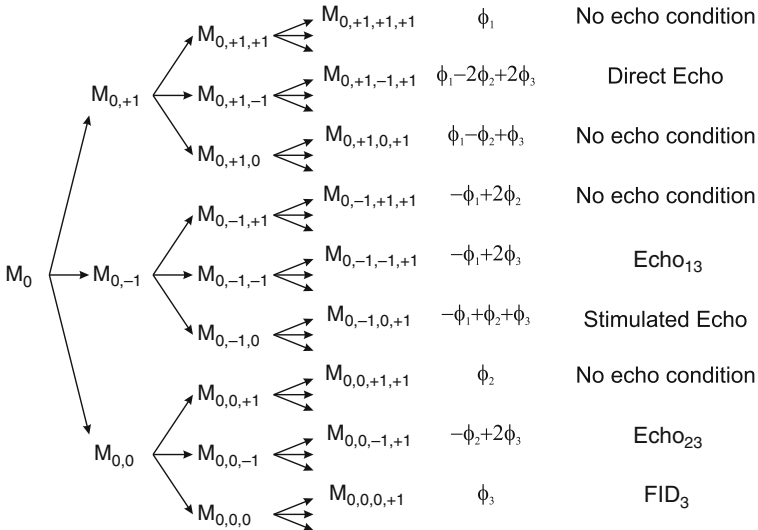 M0,+1,+1,+1 ϕ1 No echo condition
M0,+1,+1
M0,+1,-1,+1 ϕ1−2ϕ2+2ϕ3 Direct Echo
M0,+1 M0,+1,−1
M0,+1,0,+1 ϕ1−ϕ2+ϕ3 No echo condition
M0,+1,0
M0,-1,+1,+1 −ϕ1+2ϕ2 No echo condition
M0,−1,+1
M0,-1,-1,+1 −ϕ1+2ϕ3 Echo13
M0 M0,−1 M0,−1,−1
M0,-1,0,+1 −ϕ1+ϕ2+ϕ3 Stimulated Echo
M0,−1,0
M0,0,+1,+1 ϕ2 No echo condition
M0,0,+1
M0,0,-1,+1 −ϕ2+2ϕ3 Echo23
M0,0 M0,0,−1
M0,0,0,+1 ϕ3 FID3
M0,0,0